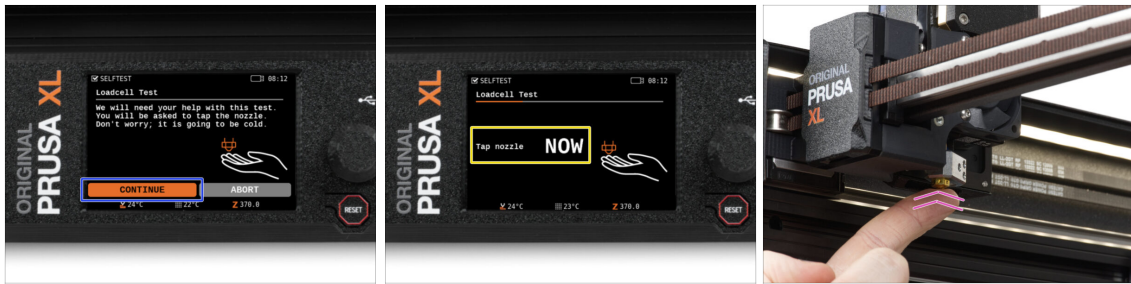 ORIGINAL
PRUSA XL
SELFTEST
08:12
Loadcell Test
We will need your help with this test.
You will be asked to tap the nozzle.
Don't worry; it is going to be cold.
CONTINUE
ABORT
24°C
22°C
Z 370.0
RESET
ORIGINAL
PRUSA XL
SELFTEST
08:12
Loadcell Test
Tap nozzle NOW
24°C
23°C
Z 370.0
RESET
ORIGINAL
PRUSA
XL